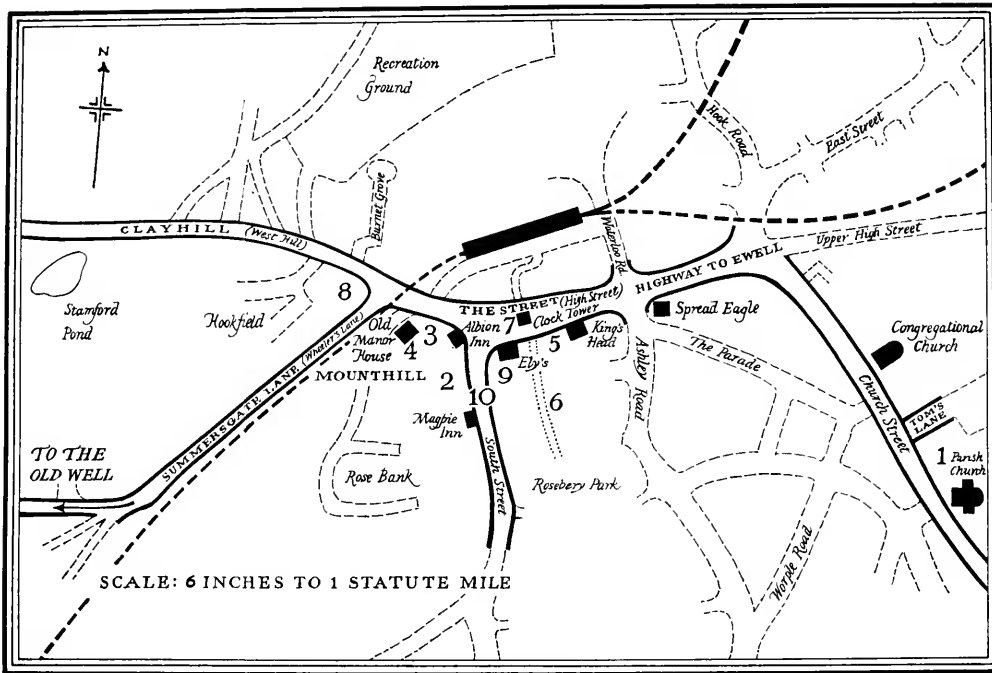 N
Recreation
Ground
Hook Road
East Street
Burnet Grove
CLAYHILL (West Hill)
Waterloo Rd.
Upper High Street
HIGHWAY TO EWELL
Stamford
Pond
8
Hookfield
THE STREET (High Street)
Spread Eagle
Old
Manor
House
3
4
Albion
Inn
7
Clock Tower
5
King's
Head
Congregational
Church
SUMMERSGATE LANE (Wheeler's Lane)
MOUNTHILL
2
9
Ely's
6
Ashley Road
The Parade
10
Magpie
Inn
Church Street
TOM'S
LANE
TO THE
OLD WELL
Rose Bank
South Street
Rosebery Park
1
Parish
Church
Worple Road
SCALE: 6 INCHES TO 1 STATUTE MILE